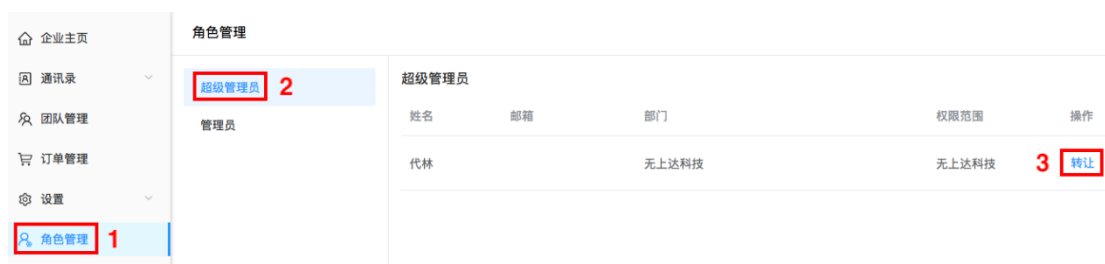 企业主页
通讯录
团队管理
订单管理
设置
角色管理 1
角色管理
超级管理员 2
管理员
超级管理员
姓名 邮箱 部门 权限范围 操作
代林 无上达科技 无上达科技 3 转让